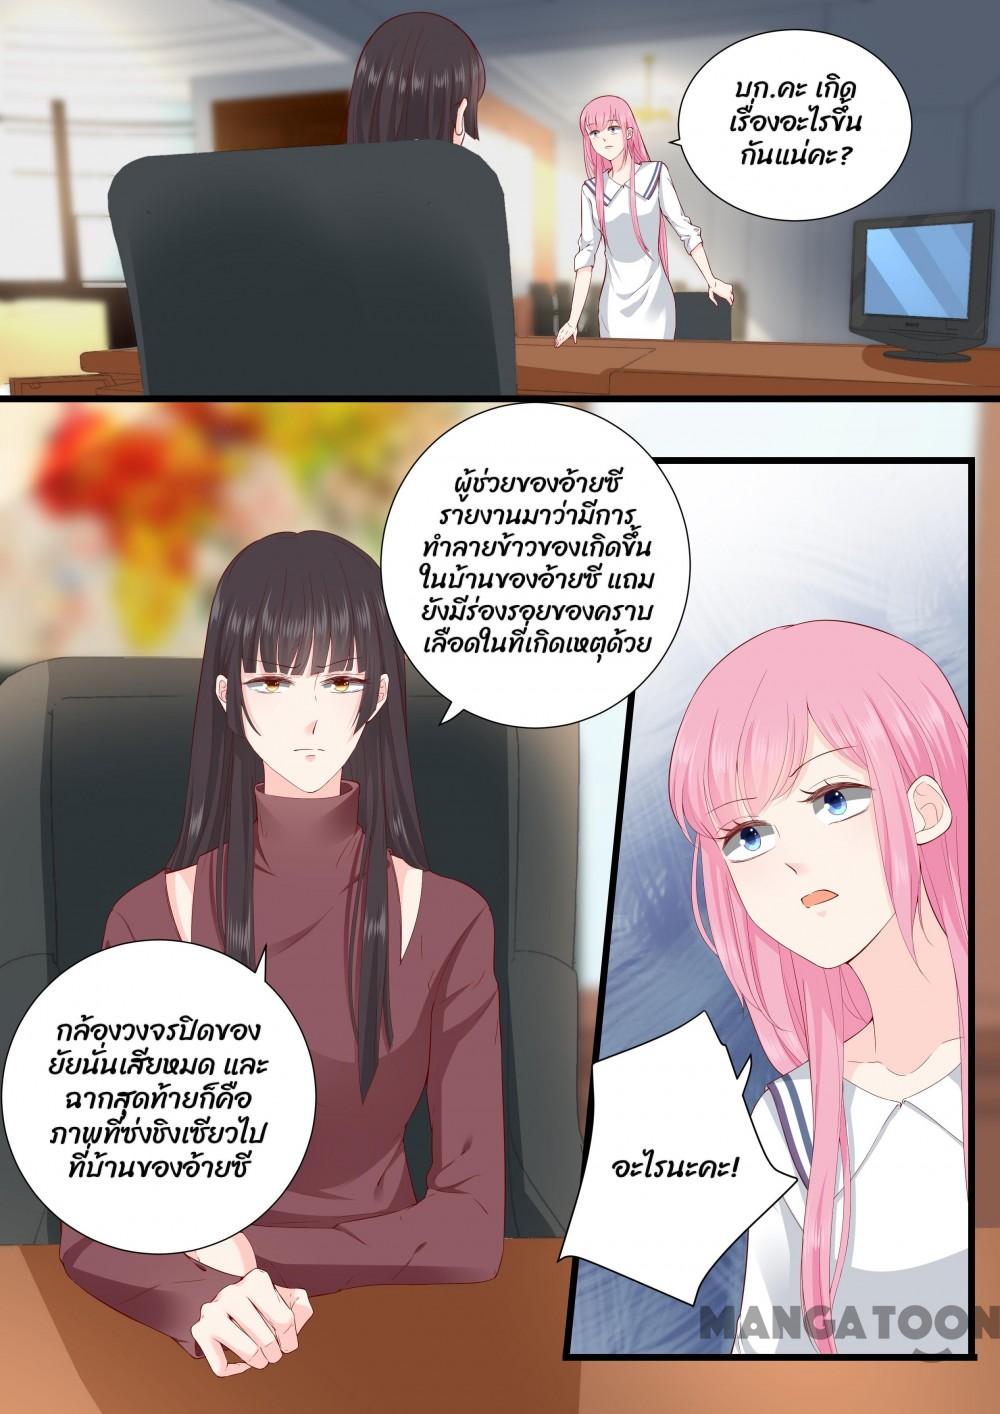 บก.คะ เกิด
เรื่องอะไรขึ้น
กันแน่คะ?
ผู้ช่วยของอ้ายซี
รายงานมาว่ามีการ
ทำลายข้าวของเกิดขึ้น
ในบ้านของอ้ายซี แถม
ยังมีร่องรอยของคราบ
เลือดในที่เกิดเหตุด้วย
กล้องวงจรปิดของ
ยัยนั่นเสียหมด และ
ฉากสุดท้ายก็คือ
ภาพที่ซ่งชิงเซียวไป
ที่บ้านของอ้ายซี
อะไรนะคะ!
MANGATOON